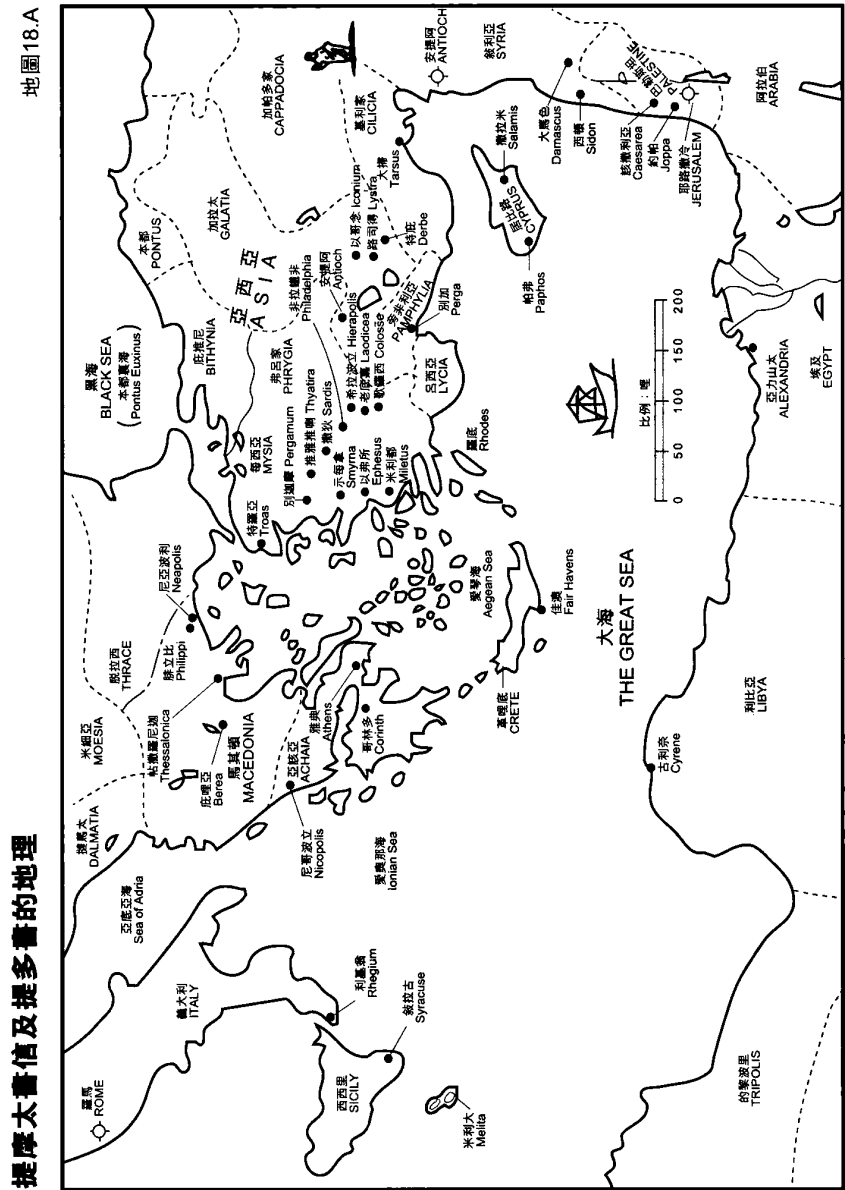 提摩太書信及提多書的地理
地圖18.A
羅馬
ROME
義大利
ITALY
西西里
SICILY
利基翁
Rhegium
敍拉古
Syracuse
米利大
Melita
的黎波里
TRIPOLIS
亞底亞海
Sea of Adria
撻馬太
DALMATIA
米細亞
MOESIA
脫拉西
THRACE
帖撒羅尼迦
Thessalonica
庇哩亞
Berea
馬其頓
MACEDONIA
腓立比
Philippi
尼亞波利
Neapolis
亞該亞
ACHAIA
尼哥波立
Nicopolis
雅典
Athens
哥林多
Corinth
愛奧那海
Ionian Sea
革哩底
CRETE
佳澳
Fair Havens
愛琴海
Aegean Sea
大海
THE GREAT SEA
古利奈
Cyrene
利比亞
LIBYA
黑海
BLACK SEA
(本都裏海
Pontus Euxinus)
庇推尼
BITHYNIA
本都
PONTUS
加拉太
GALATIA
加帕多家
CAPPADOCIA
亞西亞
ASIA
每西亞
MYSIA
特羅亞
Troas
弗呂家
PHRYGIA
別迦摩 Pergamum
推雅推喇 Thyatira
撒狄 Sardis
非拉鐵非
Philadelphia
示每拿
Smyrna
以弗所
Ephesus
米利都
Miletus
希拉波立 Hierapolis
老底嘉 Laodicea
歌羅西 Colosse
安提阿
Antioch
以哥念 Iconium
路司得 Lystra
特庇
Derbe
旁非利亞
PAMPHYLIA
別加
Perga
呂西亞
LYCIA
羅底
Rhodes
基利家
CILICIA
大掃
Tarsus
安提阿
ANTIOCH
敍利亞
SYRIA
居比路
CYPRUS
撒拉米
Salamis
帕弗
Paphos
大馬色
Damascus
西頓
Sidon
巴勒斯坦
PALESTINE
該撒利亞
Caesarea
約帕
Joppa
耶路撒冷
JERUSALEM
阿拉伯
ARABIA
亞力山太
ALEXANDRIA
埃及
EGYPT
比例：哩
0 50 100 150 200